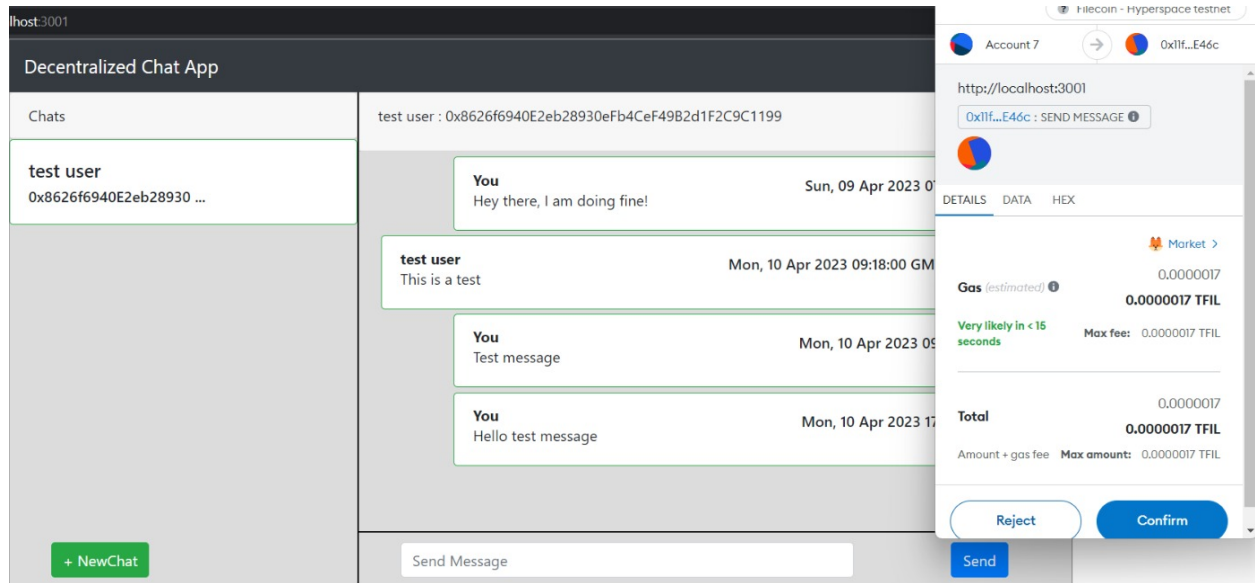 lhost:3001
Decentralized Chat App
Chats
test user
0x8626f6940E2eb28930 ...
+ NewChat
test user : 0x8626f6940E2eb28930eFb4CeF49B2d1F2C9C1199
You
Sun, 09 Apr 2023
Hey there, I am doing fine!
test user
Mon, 10 Apr 2023 09:18:00 GM
This is a test
You
Mon, 10 Apr 2023
Test message
You
Mon, 10 Apr 2023
Hello test message
Send Message
Send
Filecoin - Hyperspace testnet
Account 7
0x11f...E46c
http://localhost:3001
0x11f...E46c : SEND MESSAGE
DETAILS DATA HEX
Market >
0.0000017
Gas (estimated)
0.0000017 TFIL
Very likely in < 15 seconds
Max fee: 0.0000017 TFIL
0.0000017
Total
0.0000017 TFIL
Amount + gas fee Max amount: 0.0000017 TFIL
Reject
Confirm